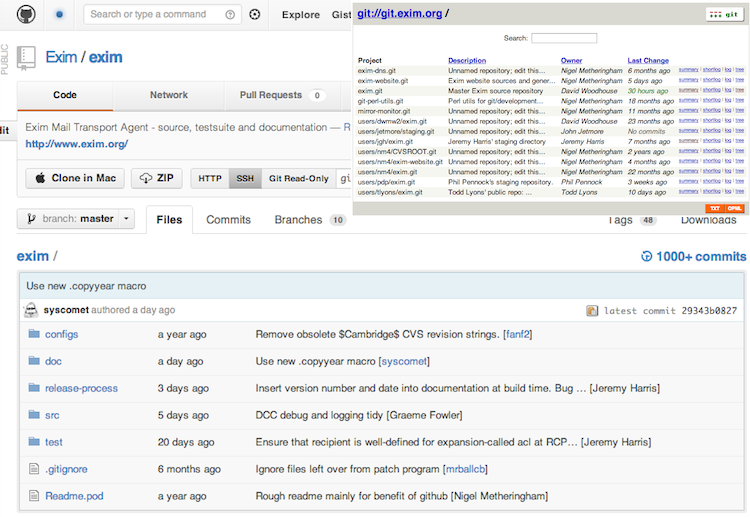 Search or type a command
Explore
Gist
PUBLIC
Exim / exim
Code
Network
Pull Requests 0
Exim Mail Transport Agent - source, testsuite and documentation — R
http://www.exim.org/
Clone in Mac
ZIP
HTTP
SSH
Git Read-Only
branch: master
Files
Commits
Branches 10
Tags 48
Downloads
git://git.exim.org /
git
Search:
Project Description Owner Last Change
exim-dns.git Unnamed repository; edit this... Nigel Metheringham 6 months ago summary | shortlog | log | tree
exim-website.git Exim website sources and gener... Nigel Metheringham 5 days ago summary | shortlog | log | tree
exim.git Master Exim source repository David Woodhouse 30 hours ago summary | shortlog | log | tree
git-perl-utils.git Perl utils for git/development... Nigel Metheringham 18 months ago summary | shortlog | log | tree
mirror-monitor.git Unnamed repository; edit this... Nigel Metheringham 11 months ago summary | shortlog | log | tree
users/dwmw2/exim.git Unnamed repository; edit this... David Woodhouse 23 months ago summary | shortlog | log | tree
users/jetmore/staging.git Unnamed repository; edit this... John Jetmore No commits summary | shortlog | log | tree
users/jgh/exim.git Jeremy Harris' staging directory Jeremy Harris 7 months ago summary | shortlog | log | tree
users/nm4/CVSROOT.git Unnamed repository; edit this... Nigel Metheringham 2 years ago summary | shortlog | log | tree
users/nm4/exim-website.git Unnamed repository; edit this... Nigel Metheringham 4 months ago summary | shortlog | log | tree
users/nm4/exim.git Unnamed repository; edit this... Nigel Metheringham 22 months ago summary | shortlog | log | tree
users/pdp/exim.git Phil Pennock's staging repository. Phil Pennock 3 weeks ago summary | shortlog | log | tree
users/tlyons/exim.git Todd Lyons' public repo: ... Todd Lyons 10 days ago summary | shortlog | log | tree
TXT OPML
exim /
1000+ commits
Use new .copyyear macro
syscomet authored a day ago
latest commit 29343b0827
configs a year ago Remove obsolete $Cambridge$ CVS revision strings. [fanf2]
doc a day ago Use new .copyyear macro [syscomet]
release-process 3 days ago Insert version number and date into documentation at build time. Bug … [Jeremy Harris]
src 5 days ago DCC debug and logging tidy [Graeme Fowler]
test 20 days ago Ensure that recipient is well-defined for expansion-called acl at RCP… [Jeremy Harris]
.gitignore 6 months ago Ignore files left over from patch program [mrballcb]
Readme.pod a year ago Rough readme mainly for benefit of github [Nigel Metheringham]